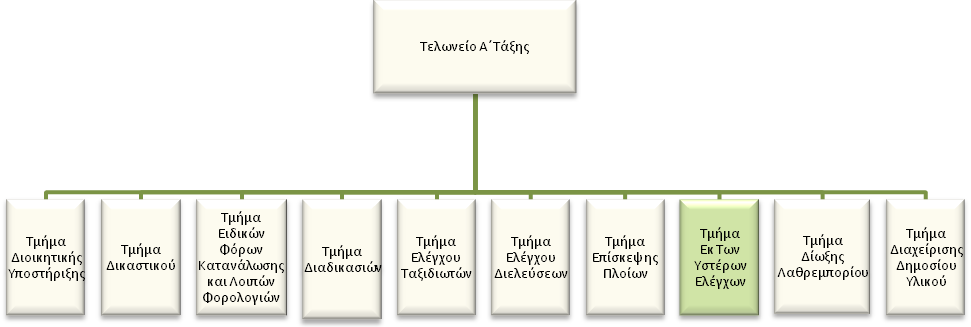 Τελωνείο Α΄Τάξης
Τμήμα
Διοικητικής
Υποστήριξης
Τμήμα
Δικαστικού
Τμήμα
Ειδικών
Φόρων
Κατανάλωσης
και Λοιπών
Φορολογιών
Τμήμα
Διαδικασιών
Τμήμα
Ελέγχου
Ταξιδιωτών
Τμήμα
Ελέγχου
Διελεύσεων
Τμήμα
Επίσκεψης
Πλοίων
Τμήμα
Εκ Των
Υστέρων
Ελέγχων
Τμήμα
Δίωξης
Λαθρεμπορίου
Τμήμα
Διαχείρισης
Δημοσίου
Υλικού